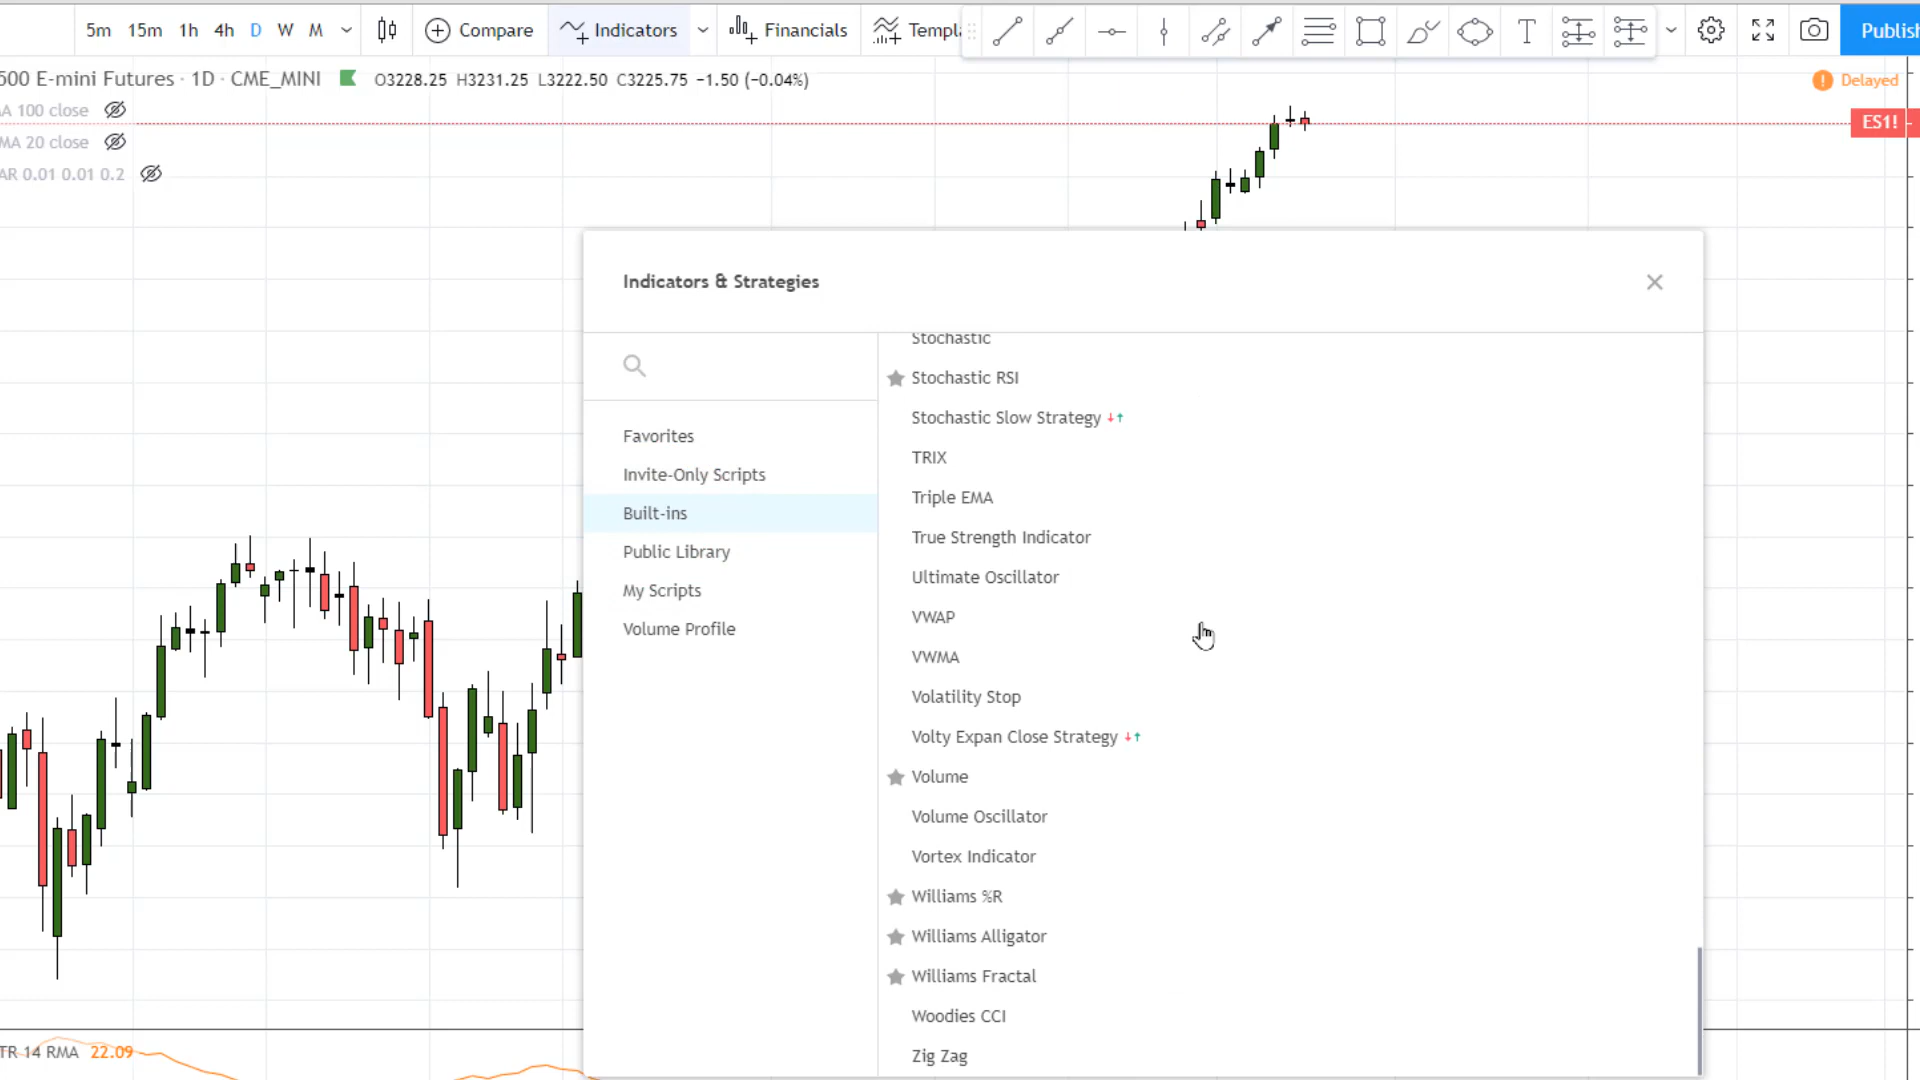 5m 15m 1h 4h D W M Compare Indicators Financials Templa Publish
500 E-mini Futures · 1D · CME_MINI O3228.25 H3231.25 L3222.50 C3225.75 −1.50 (−0.04%)
Delayed
A 100 close
ES1!
MA 20 close
AR 0.01 0.01 0.2
Indicators & Strategies
Favorites
Invite-Only Scripts
Built-ins
Public Library
My Scripts
Volume Profile
Stochastic
Stochastic RSI
Stochastic Slow Strategy
TRIX
Triple EMA
True Strength Indicator
Ultimate Oscillator
VWAP
VWMA
Volatility Stop
Volty Expan Close Strategy
Volume
Volume Oscillator
Vortex Indicator
Williams %R
Williams Alligator
Williams Fractal
Woodies CCI
Zig Zag
TR 14 RMA 22.09